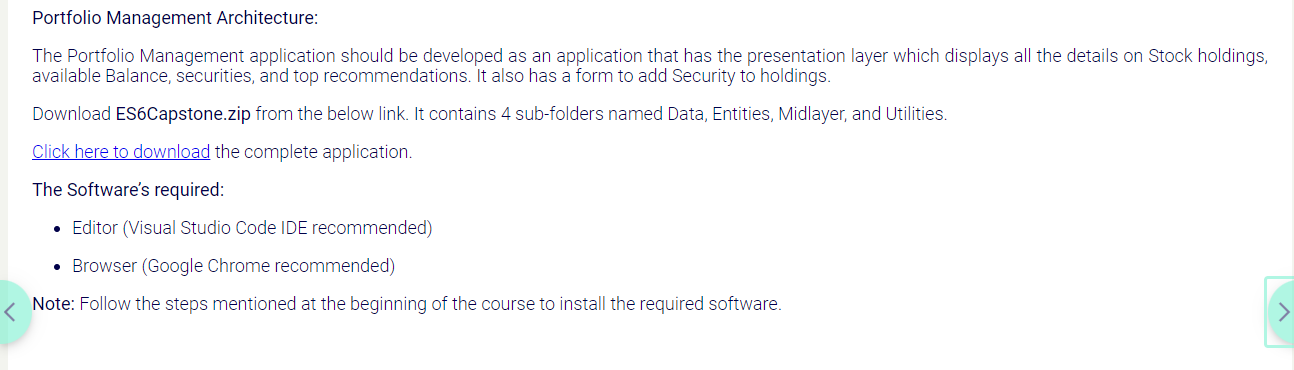 Portfolio Management Architecture:
The Portfolio Management application should be developed as an application that has the presentation layer which displays all the details on Stock holdings,
available Balance, securities, and top recommendations. It also has a form to add Security to holdings.
Download ES6Capstone.zip from the below link. It contains 4 sub-folders named Data, Entities, Midlayer, and Utilities.
Click here to download the complete application.
The Software's required:
• Editor (Visual Studio Code IDE recommended)
• Browser (Google Chrome recommended)
Note: Follow the steps mentioned at the beginning of the course to install the required software.